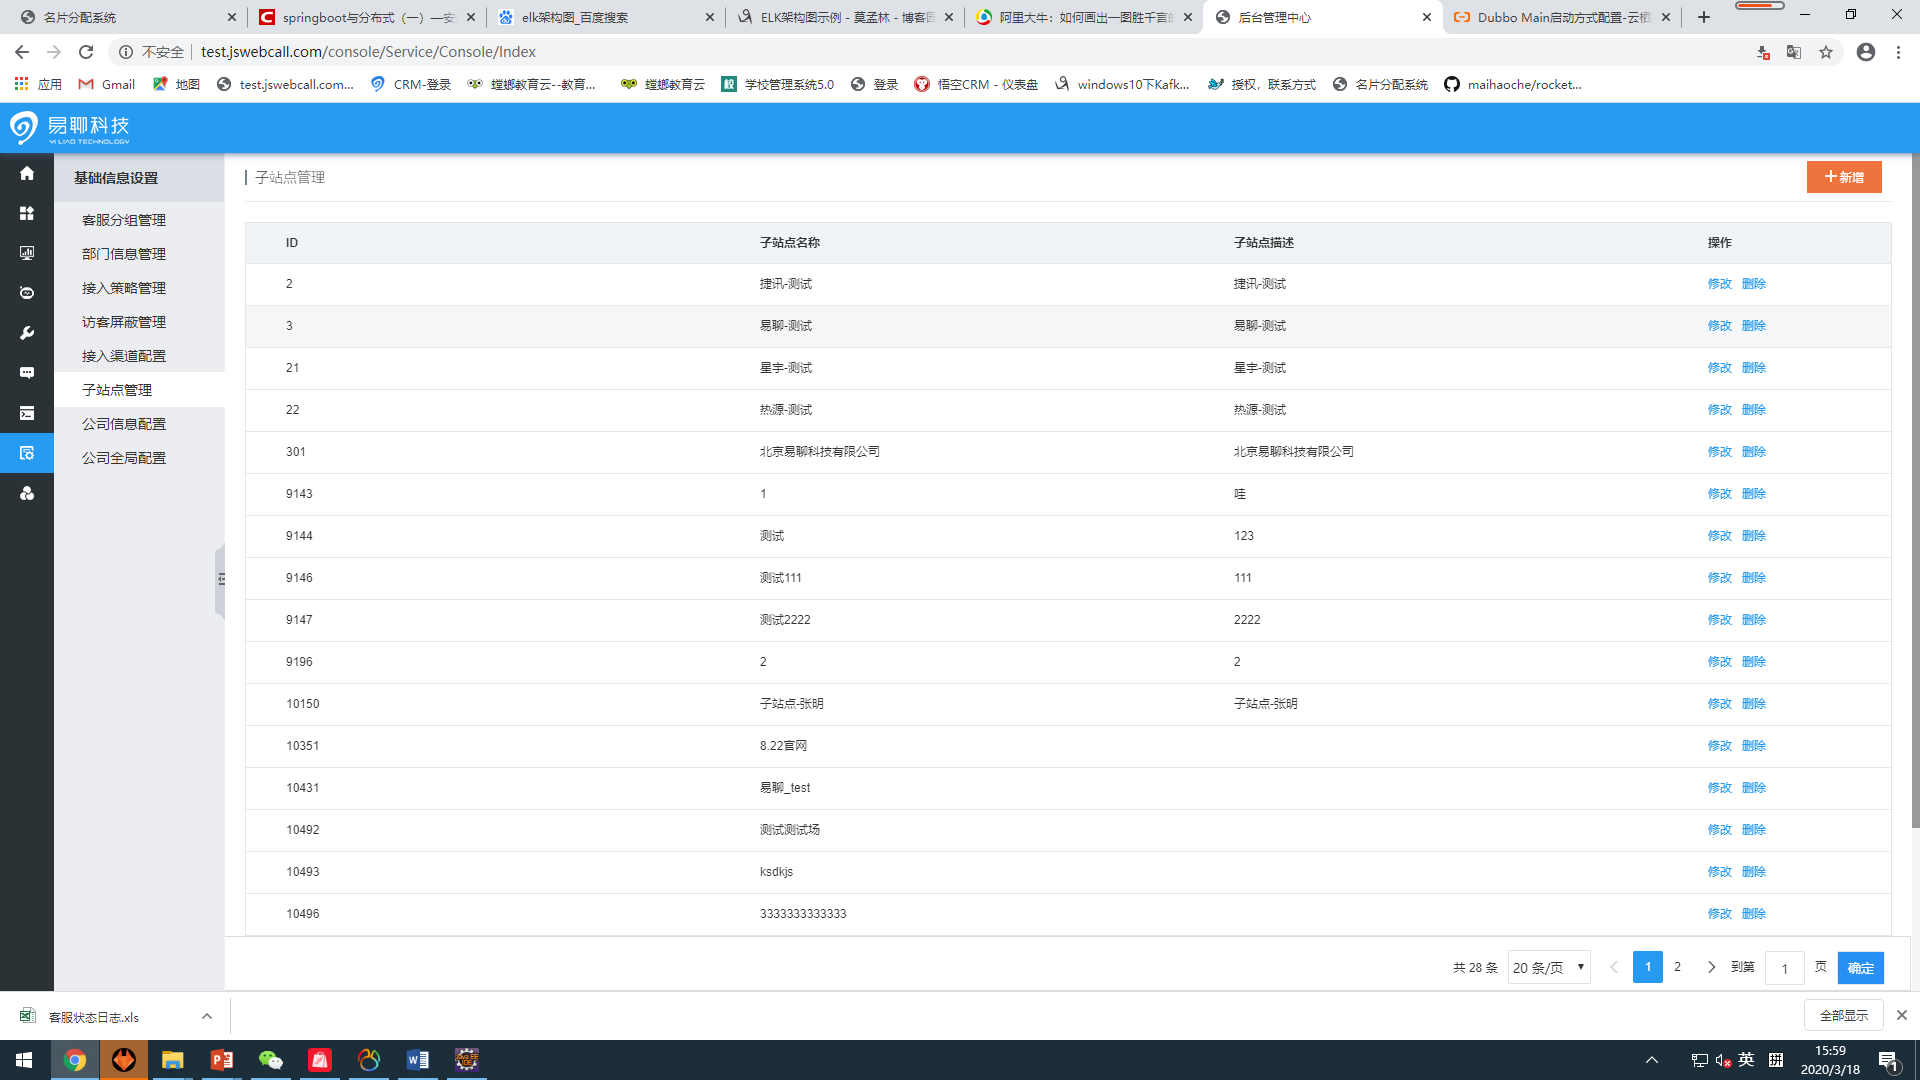 名片分配系统
springboot与分布式（一）—安
elk架构图_百度搜索
ELK架构图示例 - 莫孟林 - 博客园
阿里大牛：如何画出一图胜千言的
后台管理中心
Dubbo Main启动方式配置-云栖
不安全 test.jswebcall.com/console/Service/Console/Index
应用 Gmail 地图 test.jswebcall.com... CRM-登录 螳螂教育云--教育... 螳螂教育云 学校管理系统5.0 登录 悟空CRM - 仪表盘 windows10下Kafk... 授权，联系方式 名片分配系统 maihaoche/rocket...
易聊科技
YI LIAO TECHNOLOGY
基础信息设置
客服分组管理
部门信息管理
接入策略管理
访客屏蔽管理
接入渠道配置
子站点管理
公司信息配置
公司全局配置
子站点管理
新增
ID 子站点名称 子站点描述 操作
2 捷讯-测试 捷讯-测试 修改 删除
3 易聊-测试 易聊-测试 修改 删除
21 星宇-测试 星宇-测试 修改 删除
22 热源-测试 热源-测试 修改 删除
301 北京易聊科技有限公司 北京易聊科技有限公司 修改 删除
9143 1 哇 修改 删除
9144 测试 123 修改 删除
9146 测试111 111 修改 删除
9147 测试2222 2222 修改 删除
9196 2 2 修改 删除
10150 子站点-张明 子站点-张明 修改 删除
10351 8.22官网 修改 删除
10431 易聊_test 修改 删除
10492 测试测试场 修改 删除
10493 ksdkjs 修改 删除
10496 3333333333333 修改 删除
共 28 条 20 条/页 1 2 到第 1 页 确定
客服状态日志.xls
全部显示
英 拼
15:59
2020/3/18
1